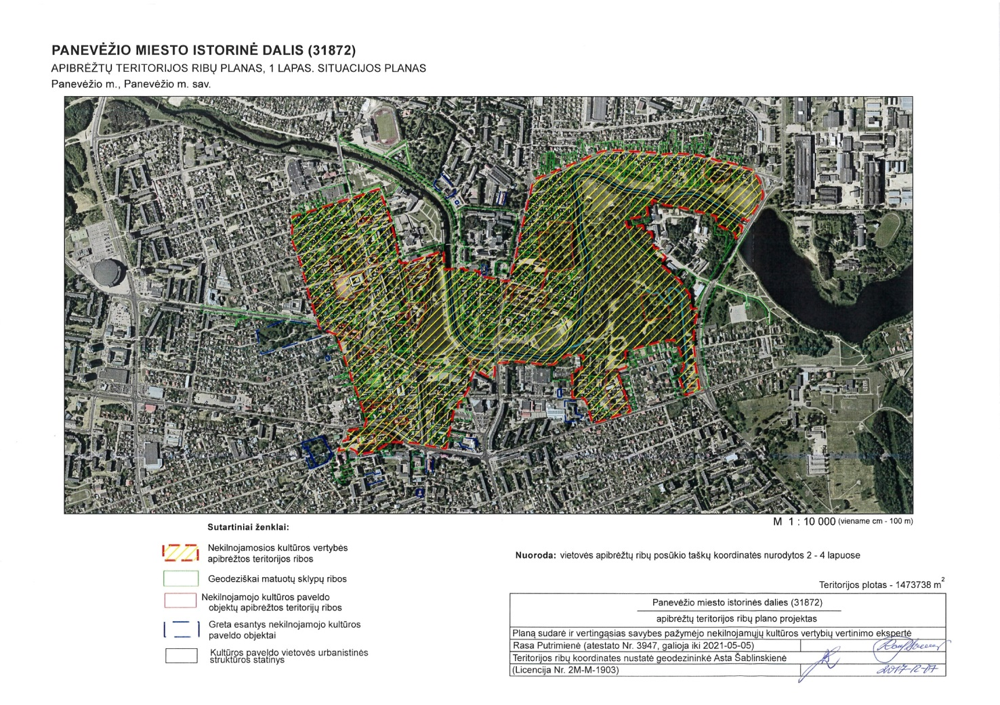 PANEVĖŽIO MIESTO ISTORINĖ DALIS (31872)
APIBRĖŽTŲ TERITORIJOS RIBŲ PLANAS, 1 LAPAS. SITUACIJOS PLANAS
Panevėžio m., Panevėžio m. sav.
M 1 : 10 000 (viename cm - 100 m)
Sutartiniai ženklai:
Nekilnojamosios kultūros vertybės
apibrėžtos teritorijos ribos
Geodeziškai matuotų sklypų ribos
Nekilnojamojo kultūros paveldo
objektų apibrėžtos teritorijų ribos
Greta esantys nekilnojamojo kultūros
paveldo objektai
Kultūros paveldo vietovės urbanistinės
struktūros statinys
Nuoroda: vietovės apibrėžtų ribų posūkio taškų koordinatės nurodytos 2 - 4 lapuose
Teritorijos plotas - 1473738 m²
Panevėžio miesto istorinės dalies (31872)
apibrėžtų teritorijos ribų plano projektas
Planą sudarė ir vertingąsias savybes pažymėjo nekilnojamųjų kultūros vertybių vertinimo ekspertė
Rasa Putrimienė (atestato Nr. 3947, galioja iki 2021-05-05)
Teritorijos ribų koordinates nustatė geodezininkė Asta Šablinskienė
(Licencija Nr. 2M-M-1903)
2017-12-07